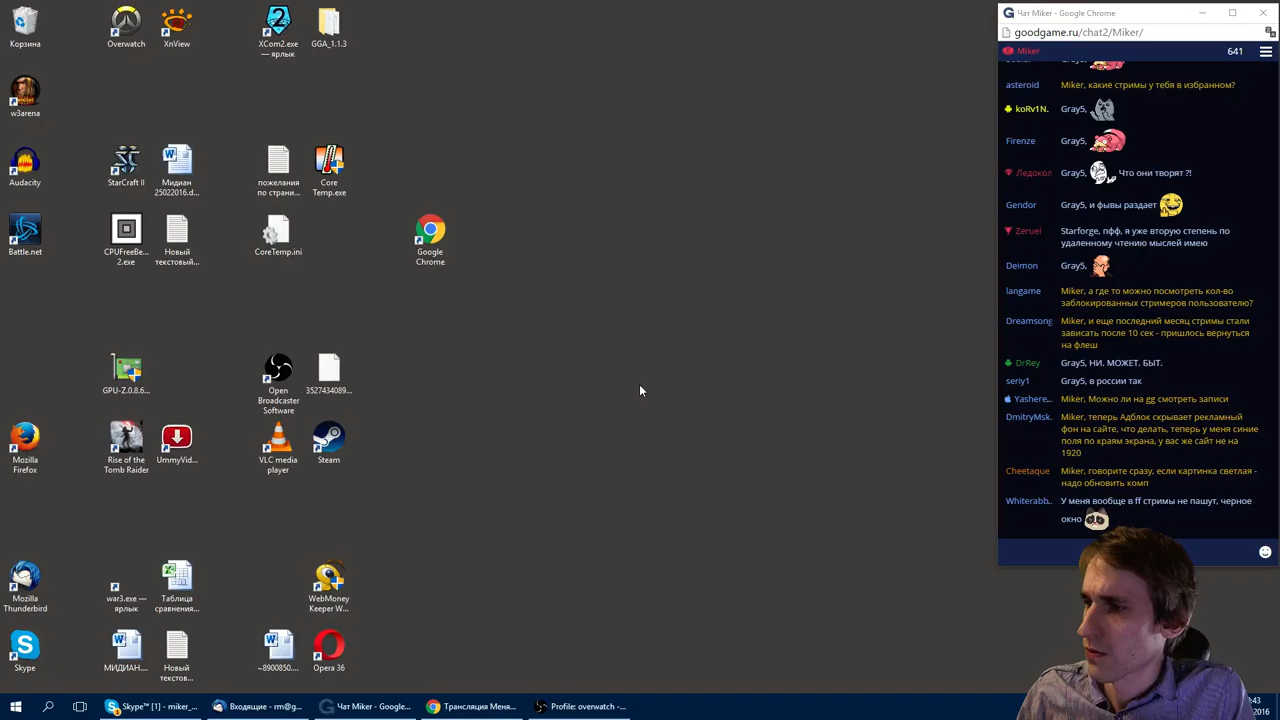 Корзина
Overwatch
XnView
XCom2.exe
— ярлык
GGA_1.1.3
w3arena
Audacity
StarCraft II
Мидиан
25022016.d...
пожелания
по страни...
Core
Temp.exe
Battle.net
CPUFreeBe...
2.exe
Новый
текстовый...
CoreTemp.ini
Google
Chrome
GPU-Z.0.8.6...
Open
Broadcaster
Software
3527434089...
Mozilla
Firefox
Rise of the
Tomb Raider
UmmyVid...
VLC media
player
Steam
Mozilla
Thunderbird
war3.exe —
ярлык
Таблица
сравнения...
WebMoney
Keeper W...
Skype
МИДИАН....
Новый
текстов...
~8900850....
Opera 36
Чат Miker - Google Chrome
goodgame.ru/chat2/Miker/
Miker 641
asteroid Miker, какие стримы у тебя в избранном?
koRv1N. Gray5,
Firenze Gray5,
Ледокол Gray5, Что они творят ?!
Gendor Gray5, и фывы раздает
Zeruel Starforge, пфф, я уже вторую степень по
удаленному чтению мыслей имею
Deimon Gray5,
langame Miker, а где то можно посмотреть кол-во
заблокированных стримеров пользователю?
Dreamsong Miker, и еще последний месяц стримы стали
зависать после 10 сек - пришлось вернуться
на флеш
DrRey Gray5, НИ. МОЖЕТ. БЫТ.
seriy1 Gray5, в россии так
Yashere... Miker, Можно ли на gg смотреть записи
DmitryMsk. Miker, теперь Адблок скрывает рекламный
фон на сайте, что делать, теперь у меня синие
поля по краям экрана, у вас же сайт не на
1920
Cheetaque Miker, говорите сразу, если картинка светлая -
надо обновить комп
Whiterabb... У меня вообще в ff стримы не пашут, черное
окно
Skype™ [1] - miker_...
Входящие - rm@g...
Чат Miker - Google...
Трансляция Меня...
Profile: overwatch -...
:43
2016